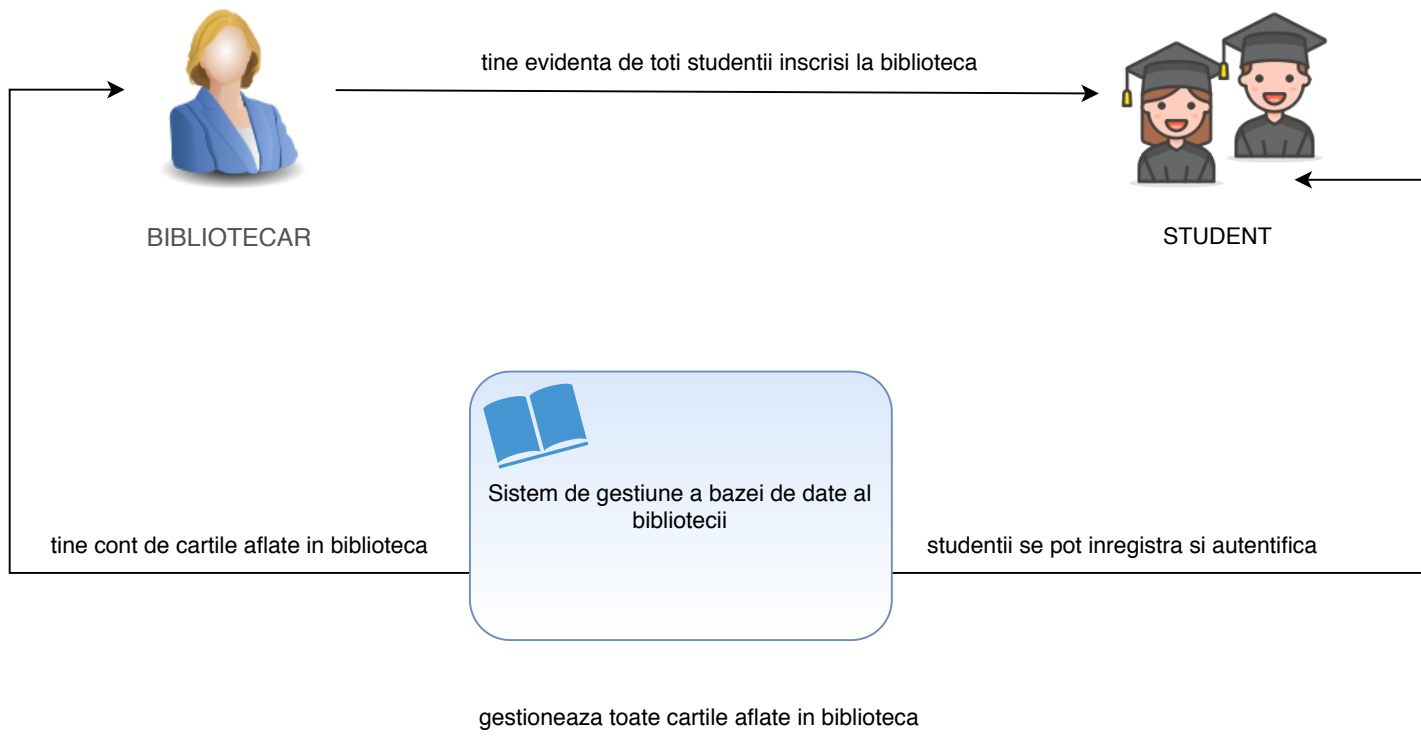 tine evidenta de toti studentii inscrisi la biblioteca
BIBLIOTECAR
STUDENT
Sistem de gestiune a bazei de date al
bibliotecii
tine cont de cartile aflate in biblioteca
studentii se pot inregistra si autentifica
gestioneaza toate cartile aflate in biblioteca